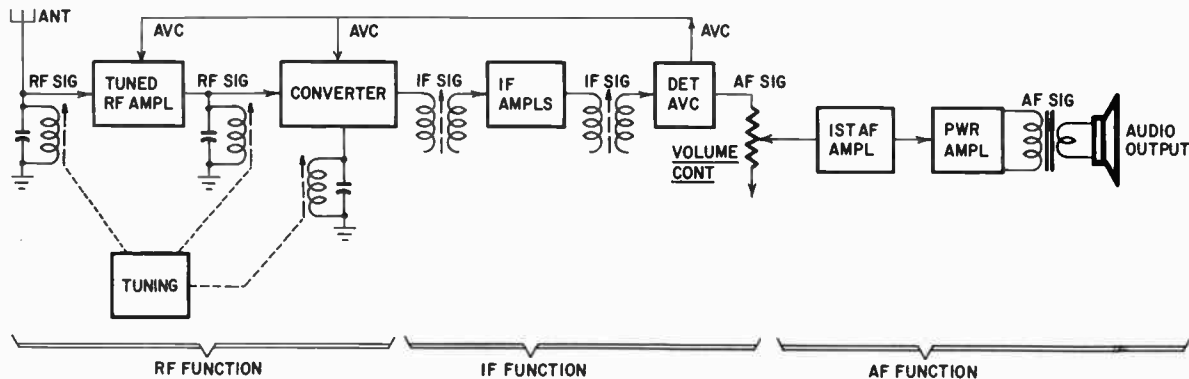 ANT
AVC
AVC
AVC
RF SIG
TUNED
RF AMPL
RF SIG
CONVERTER
IF SIG
IF
AMPLS
IF SIG
DET
AVC
AF SIG
VOLUME
CONT
IST AF
AMPL
PWR
AMPL
AF SIG
AUDIO
OUTPUT
TUNING
RF FUNCTION
IF FUNCTION
AF FUNCTION